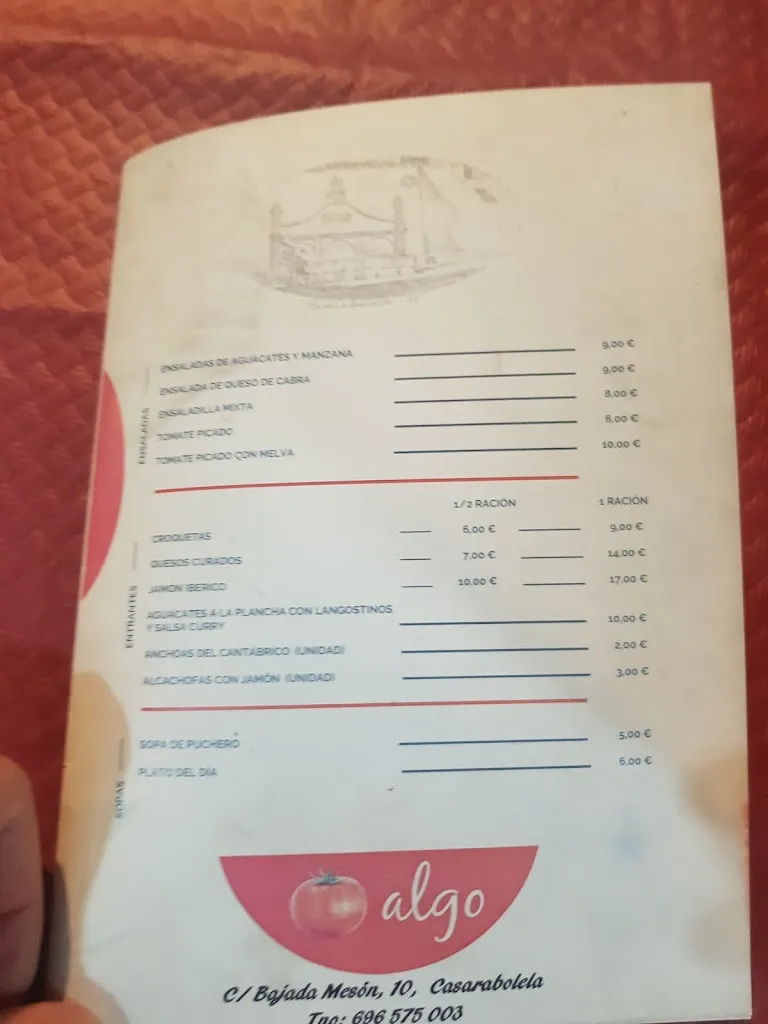 ENSALADAS
ENSALADAS DE AGUACATES Y MANZANA 9,00 €
ENSALADA DE QUESO DE CABRA 9,00 €
ENSALADILLA MIXTA 8,00 €
TOMATE PICADO 6,00 €
TOMATE PICADO CON MELVA 10,00 €
1/2 RACIÓN 1 RACIÓN
ENTRANTES
CROQUETAS 6,00 € 9,00 €
QUESOS CURADOS 7,00 € 14,00 €
JAMÓN IBERICO 10,00 € 17,00 €
AGUACATES A LA PLANCHA CON LANGOSTINOS
Y SALSA CURRY 10,00 €
ANCHOAS DEL CANTÁBRICO (UNIDAD) 2,00 €
ALCACHOFAS CON JAMÓN (UNIDAD) 3,00 €
SOPAS
SOPA DE PUCHERO 5,00 €
PLATO DEL DÍA 6,00 €
algo
C/ Bajada Mesón, 10, Casarabolela
Tno: 696 575 003